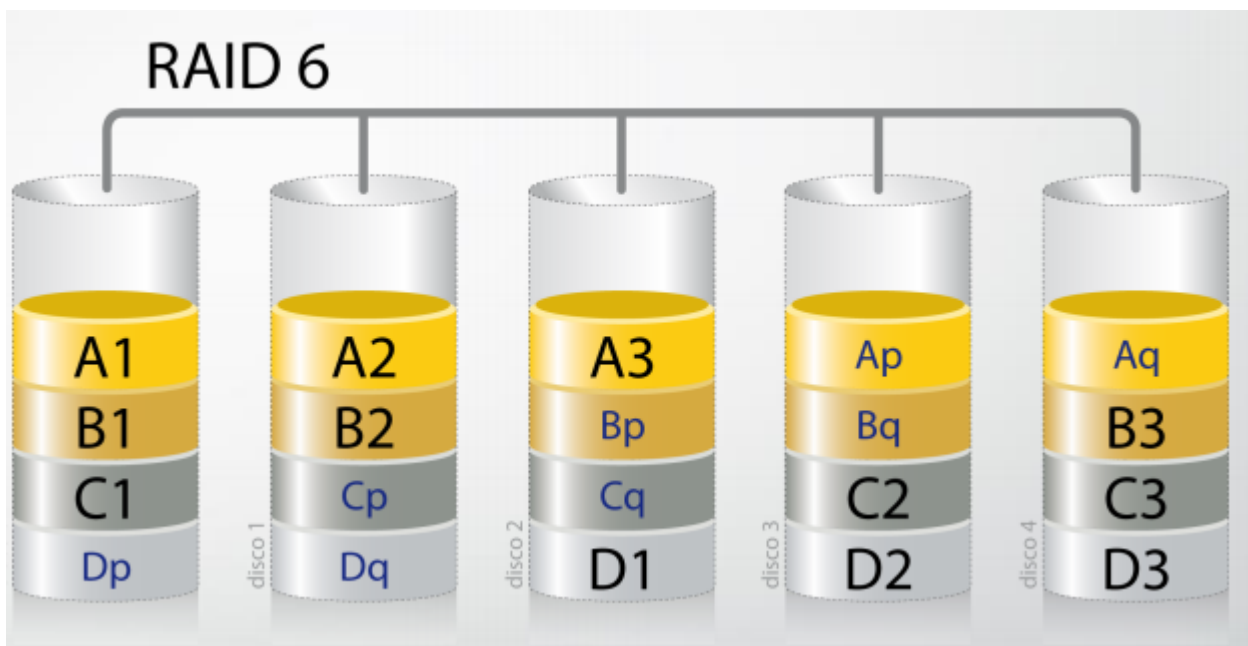 RAID 6
A1 A2 A3 Ap Aq
B1 B2 Bp Bq B3
C1 Cp Cq C2 C3
Dp Dq D1 D2 D3
disco 1 disco 2 disco 3 disco 4